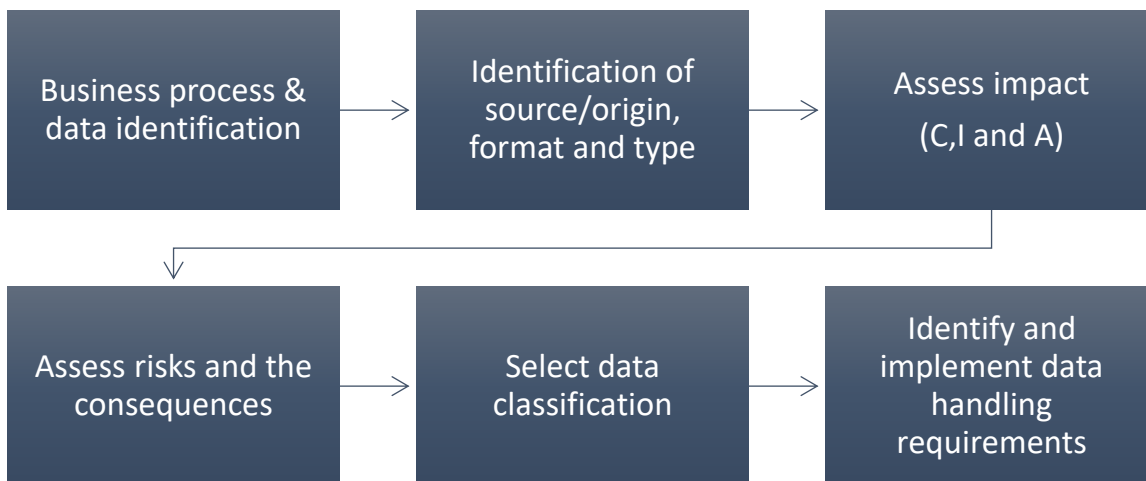 Business process &
data identification
Identification of
source/origin,
format and type
Assess impact
(C,I and A)
Assess risks and the
consequences
Select data
classification
Identify and
implement data
handling
requirements